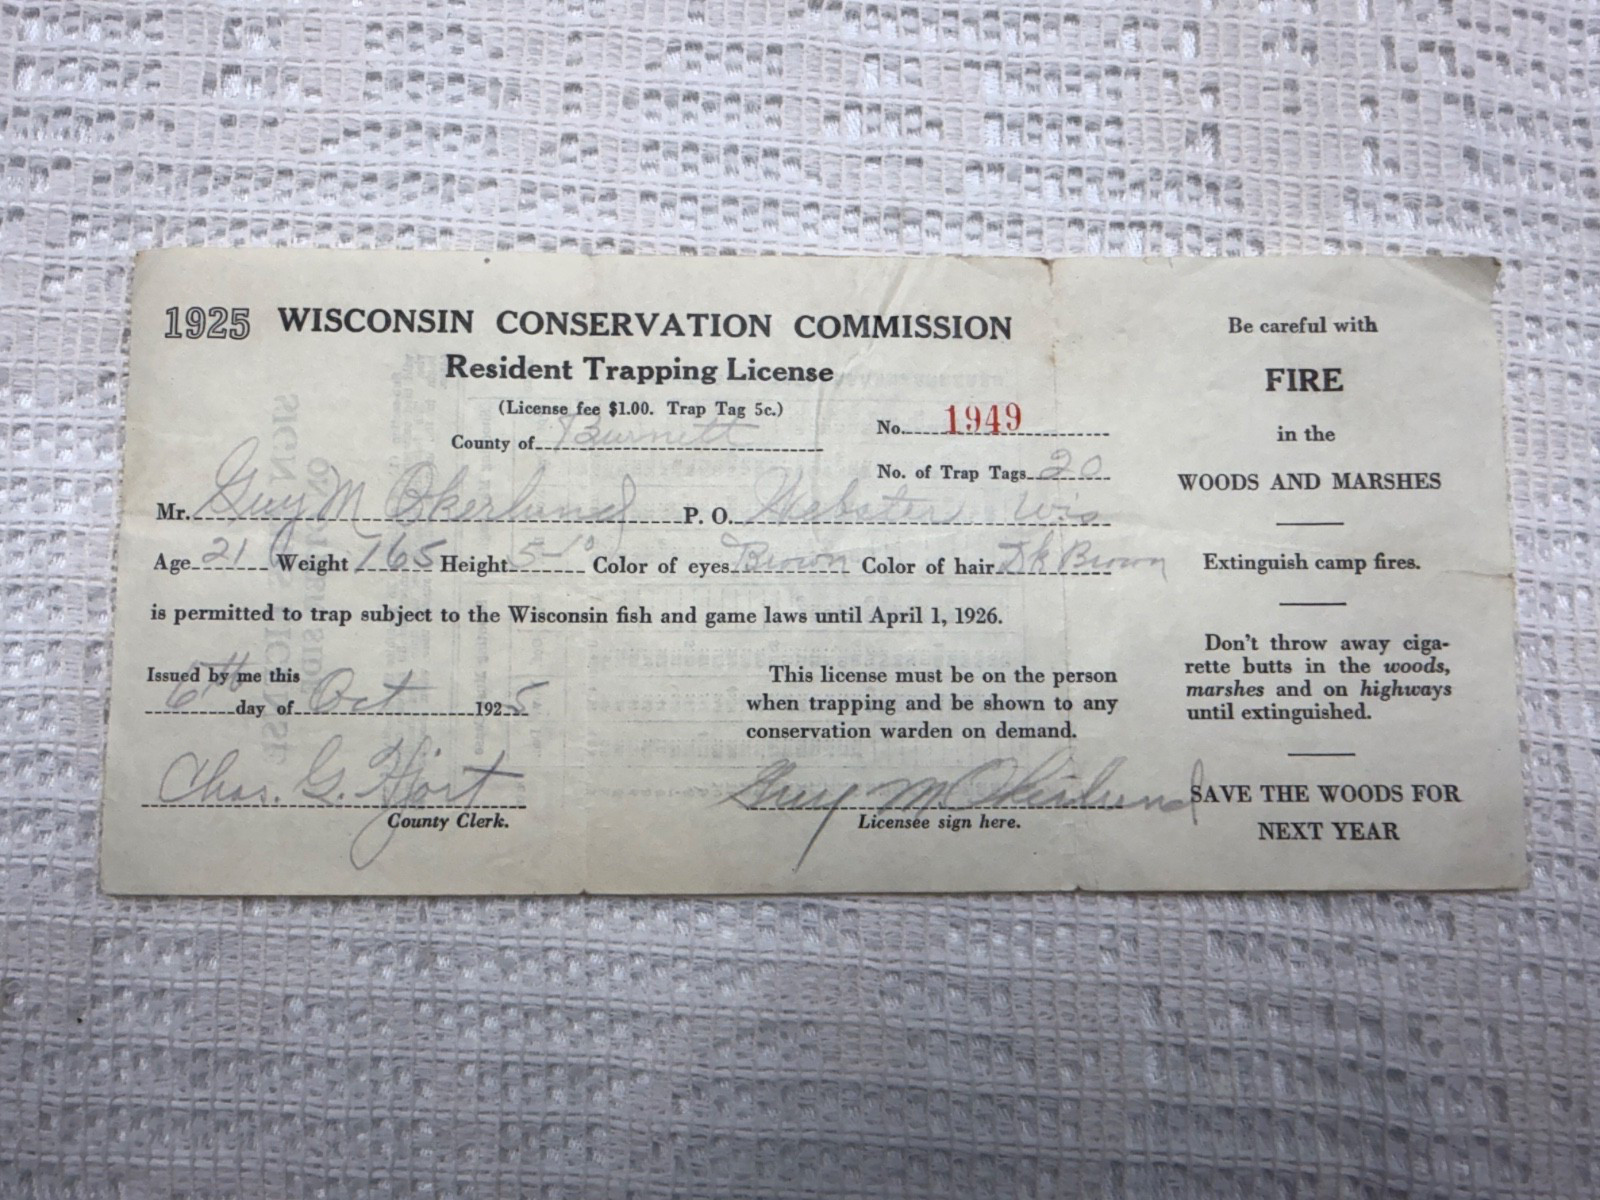 1925 WISCONSIN CONSERVATION COMMISSION
Resident Trapping License
(License fee $1.00. Trap Tag 5c.)
County of Burnett
No. 1949
No. of Trap Tags 20
Mr. Guy M Okerlund P. O. Webster Wis
Age 21 Weight 165 Height 5-10 Color of eyes Brown Color of hair Dk Brown
is permitted to trap subject to the Wisconsin fish and game laws until April 1, 1926.
Issued by me this
6th day of Oct 1925
Chas. G. Hjort
County Clerk.
This license must be on the person
when trapping and be shown to any
conservation warden on demand.
Guy M Okerlund
Licensee sign here.
Be careful with
FIRE
in the
WOODS AND MARSHES
Extinguish camp fires.
Don't throw away ciga-
rette butts in the woods,
marshes and on highways
until extinguished.
SAVE THE WOODS FOR
NEXT YEAR